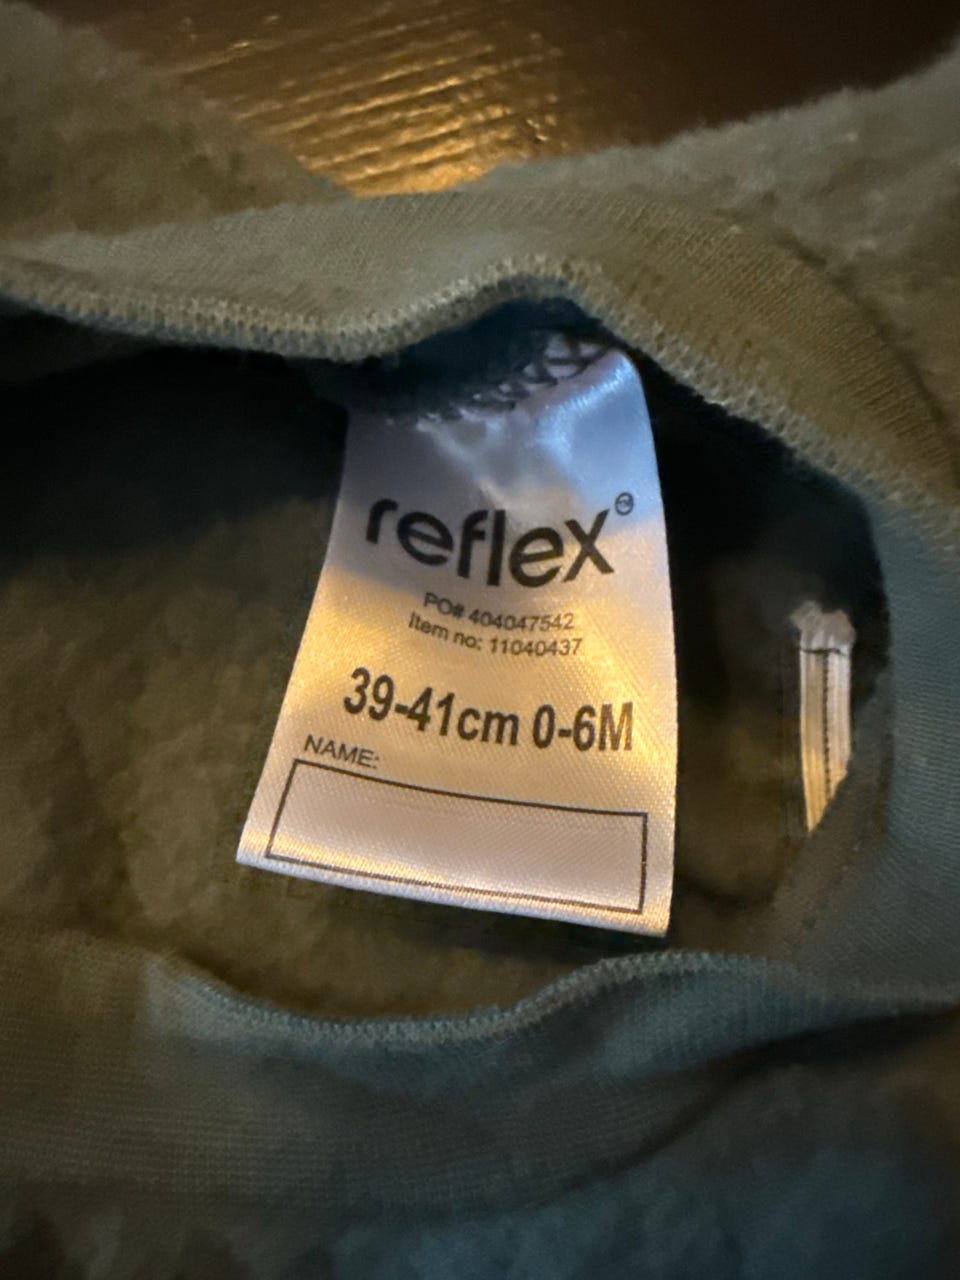 reflex
PO# 404047542
Item no: 11040437
39-41cm 0-6M
NAME: